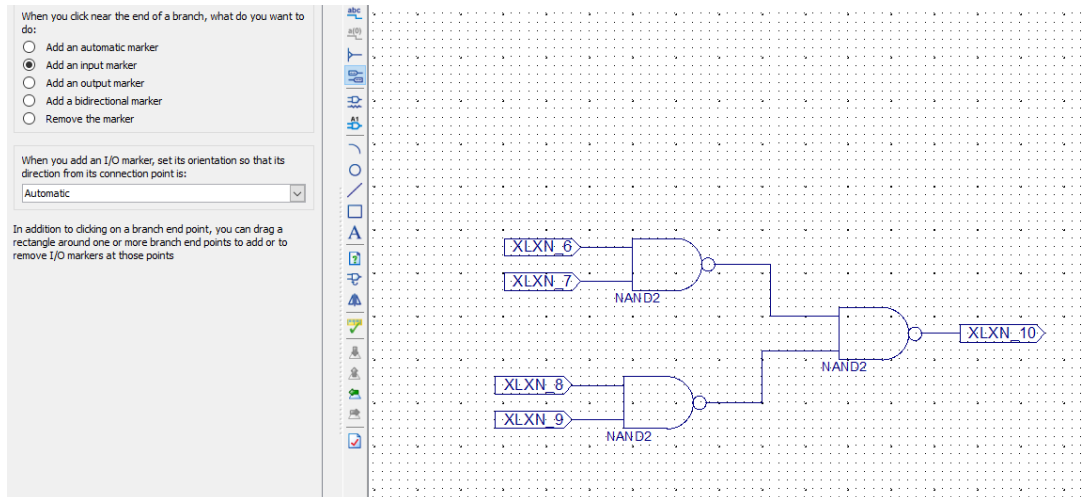 When you click near the end of a branch, what do you want to
do:
Add an automatic marker
Add an input marker
Add an output marker
Add a bidirectional marker
Remove the marker
When you add an I/O marker, set its orientation so that its
direction from its connection point is:
Automatic
In addition to clicking on a branch end point, you can drag a
rectangle around one or more branch end points to add or to
remove I/O markers at those points
abc
a(0)
A1
A
XLXN_6
XLXN_7
NAND2
XLXN_10
NAND2
XLXN_8
XLXN_9
NAND2